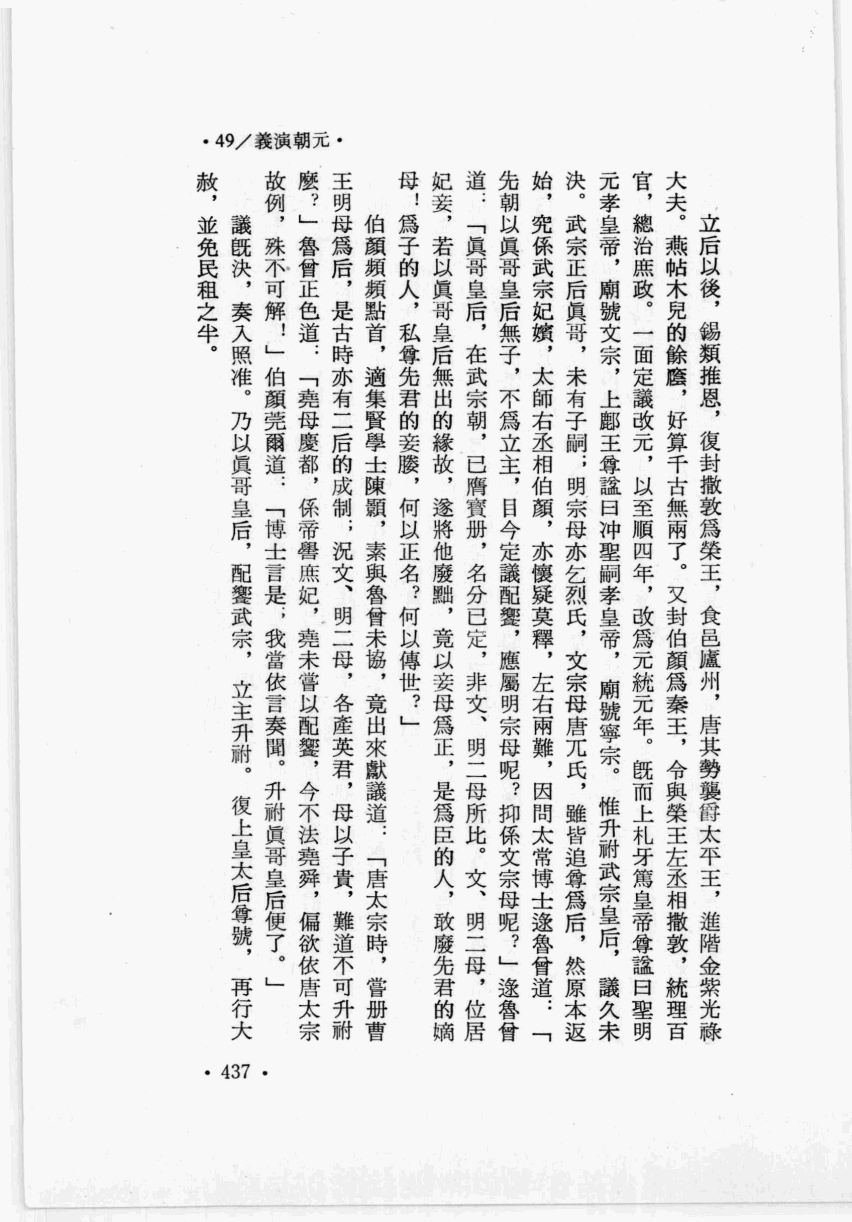 •49／義演朝元•
立后以後，錫類推恩，復封撒敦爲榮王，食邑廬州，唐其勢襲爵太平王，進階金紫光祿
大夫。燕帖木兒的餘廕，好算千古無兩了。又封伯顏爲秦王，令與榮王左丞相撒敦，統理百
官，總治庶政。一面定議改元，以至順四年，改爲元統元年。旣而上札牙篤皇帝尊諡曰聖明
元孝皇帝，廟號文宗，上鄜王尊諡曰冲聖嗣孝皇帝，廟號寧宗。惟升祔武宗皇后，議久未
決。武宗正后眞哥，未有子嗣；明宗母亦乞烈氏，文宗母唐兀氏，雖皆追尊爲后，然原本返
始，究係武宗妃嬪，太師右丞相伯顏，亦懷疑莫釋，左右兩難，因問太常博士逯魯曾道：「
先朝以眞哥皇后無子，不爲立主，目今定議配饗，應屬明宗母呢？抑係文宗母呢？」逯魯曾
道：「眞哥皇后，在武宗朝，已膺寶册，名分已定，非文、明二母所比。文、明二母，位居
妃妾，若以眞哥皇后無出的緣故，遂將他廢黜，竟以妾母爲正，是爲臣的人，敢廢先君的嫡
母！爲子的人，私尊先君的妾媵，何以正名？何以傳世？」
伯顏頻頻點首，適集賢學士陳顥，素與魯曾未協，竟出來獻議道：「唐太宗時，嘗册曹
王明母爲后，是古時亦有二后的成制；況文、明二母，各產英君，母以子貴，難道不可升祔
麼？」魯曾正色道：「堯母慶都，係帝嚳庶妃，堯未嘗以配饗，今不法堯舜，偏欲依唐太宗
故例，殊不可解！」伯顏莞爾道：「博士言是；我當依言奏聞。升祔眞哥皇后便了。」
議旣決，奏入照准。乃以眞哥皇后，配饗武宗，立主升祔。復上皇太后尊號，再行大
赦，並免民租之半。
•437•